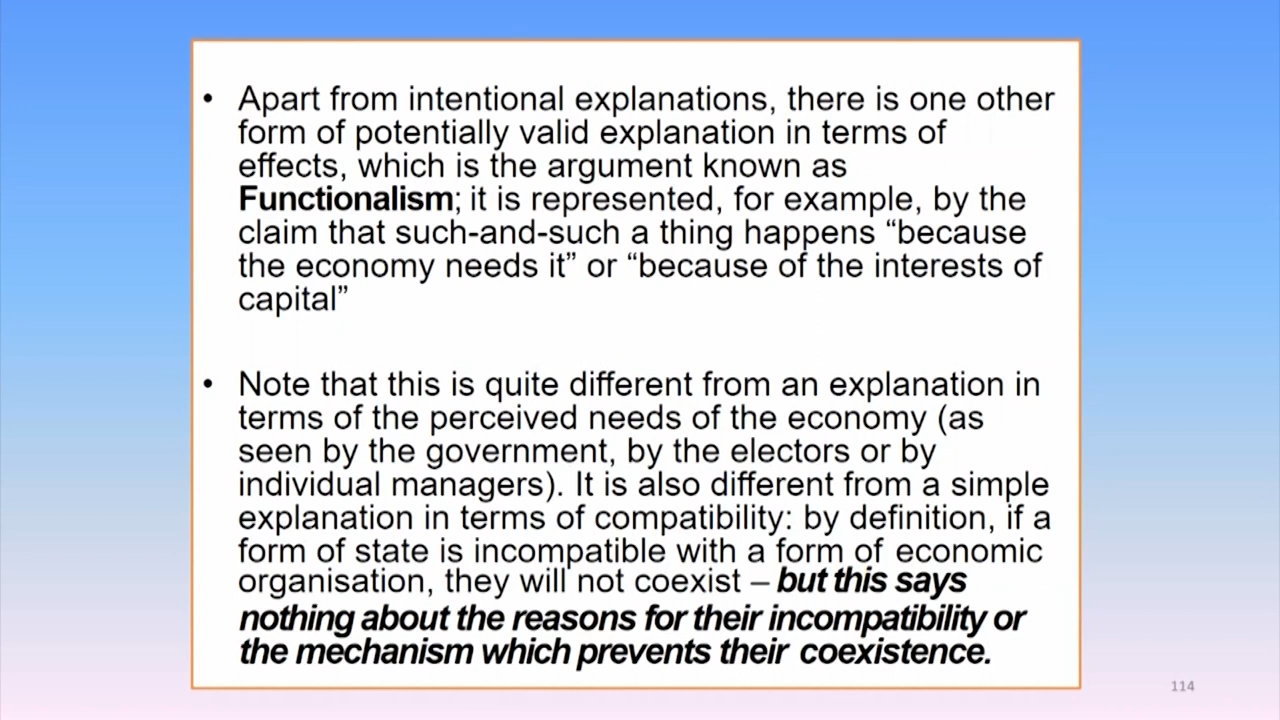 • Apart from intentional explanations, there is one other
form of potentially valid explanation in terms of
effects, which is the argument known as
Functionalism; it is represented, for example, by the
claim that such-and-such a thing happens “because
the economy needs it” or “because of the interests of
capital”
• Note that this is quite different from an explanation in
terms of the perceived needs of the economy (as
seen by the government, by the electors or by
individual managers). It is also different from a simple
explanation in terms of compatibility: by definition, if a
form of state is incompatible with a form of economic
organisation, they will not coexist – but this says
nothing about the reasons for their incompatibility or
the mechanism which prevents their coexistence.
114